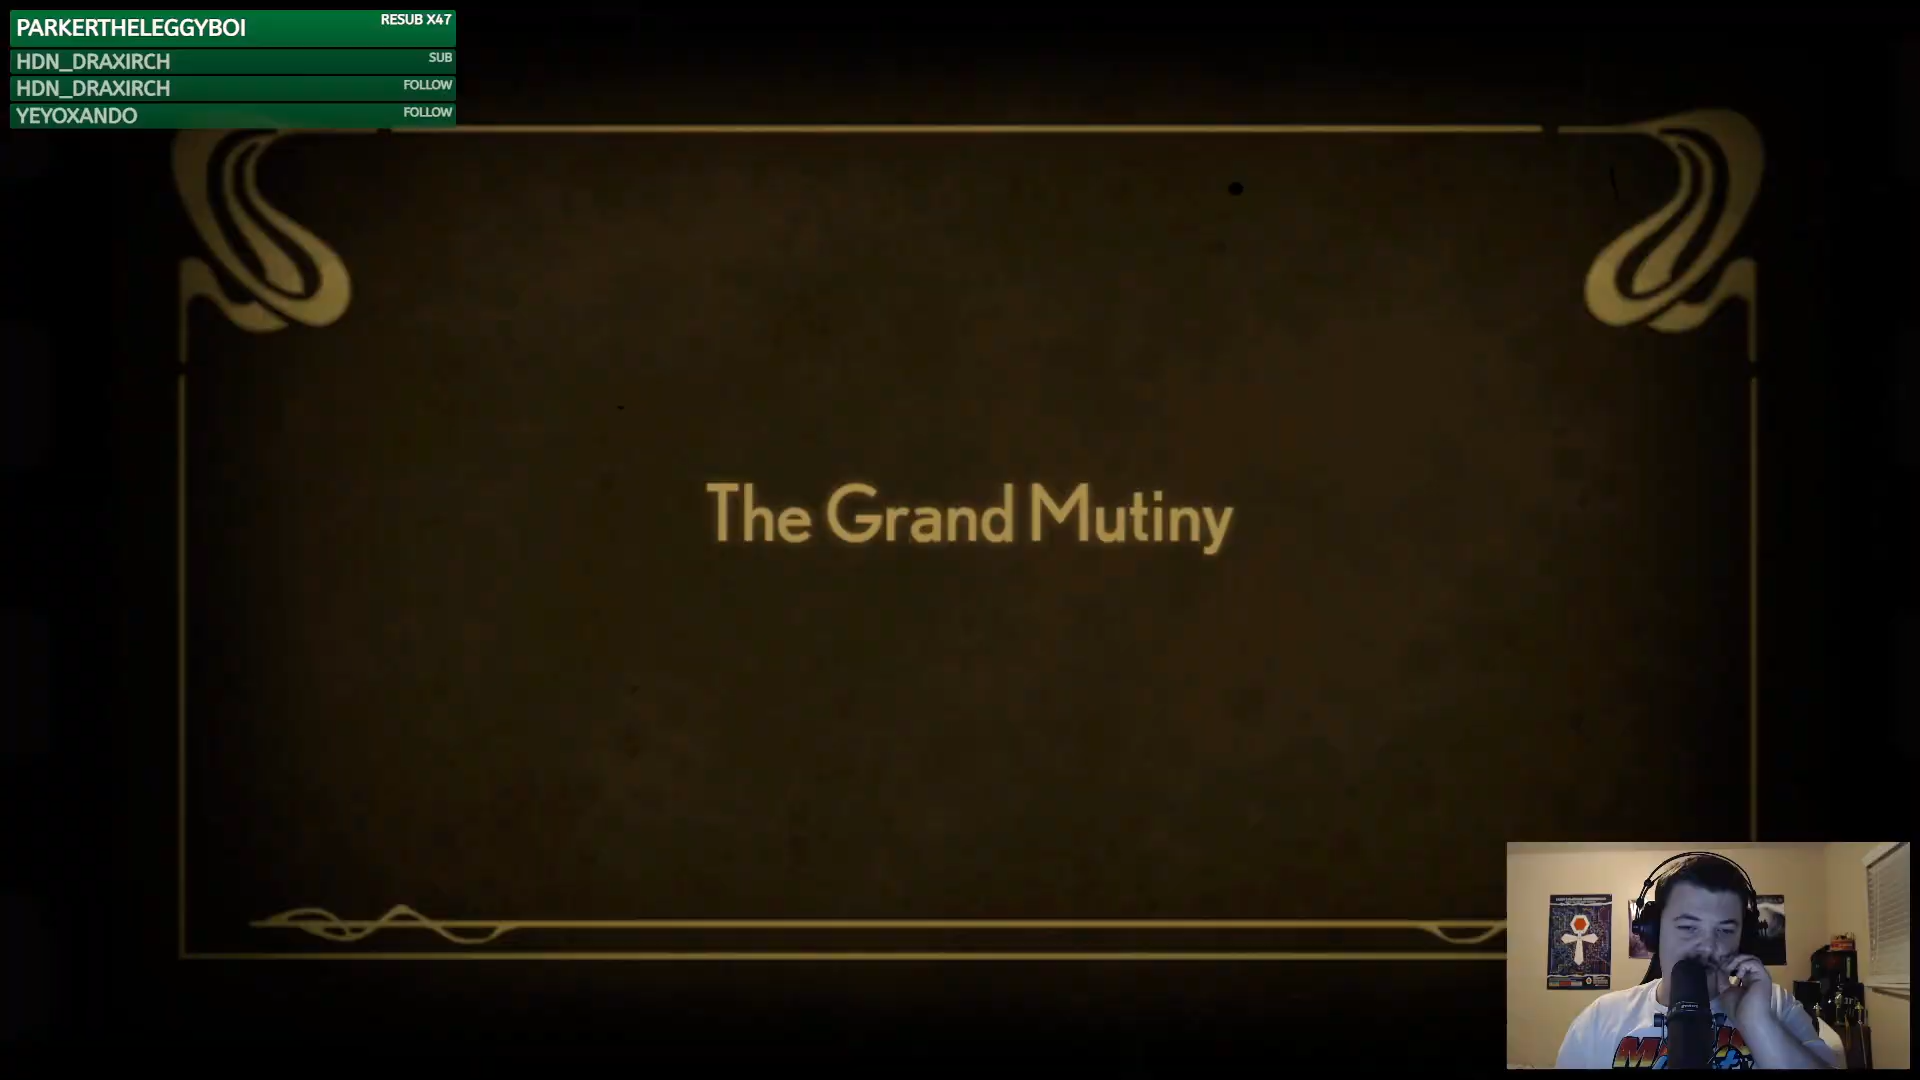 PARKERTHELEGGYBOI RESUB X47
HDN_DRAXIRCH SUB
HDN_DRAXIRCH FOLLOW
YEYOXANDO FOLLOW
The Grand Mutiny